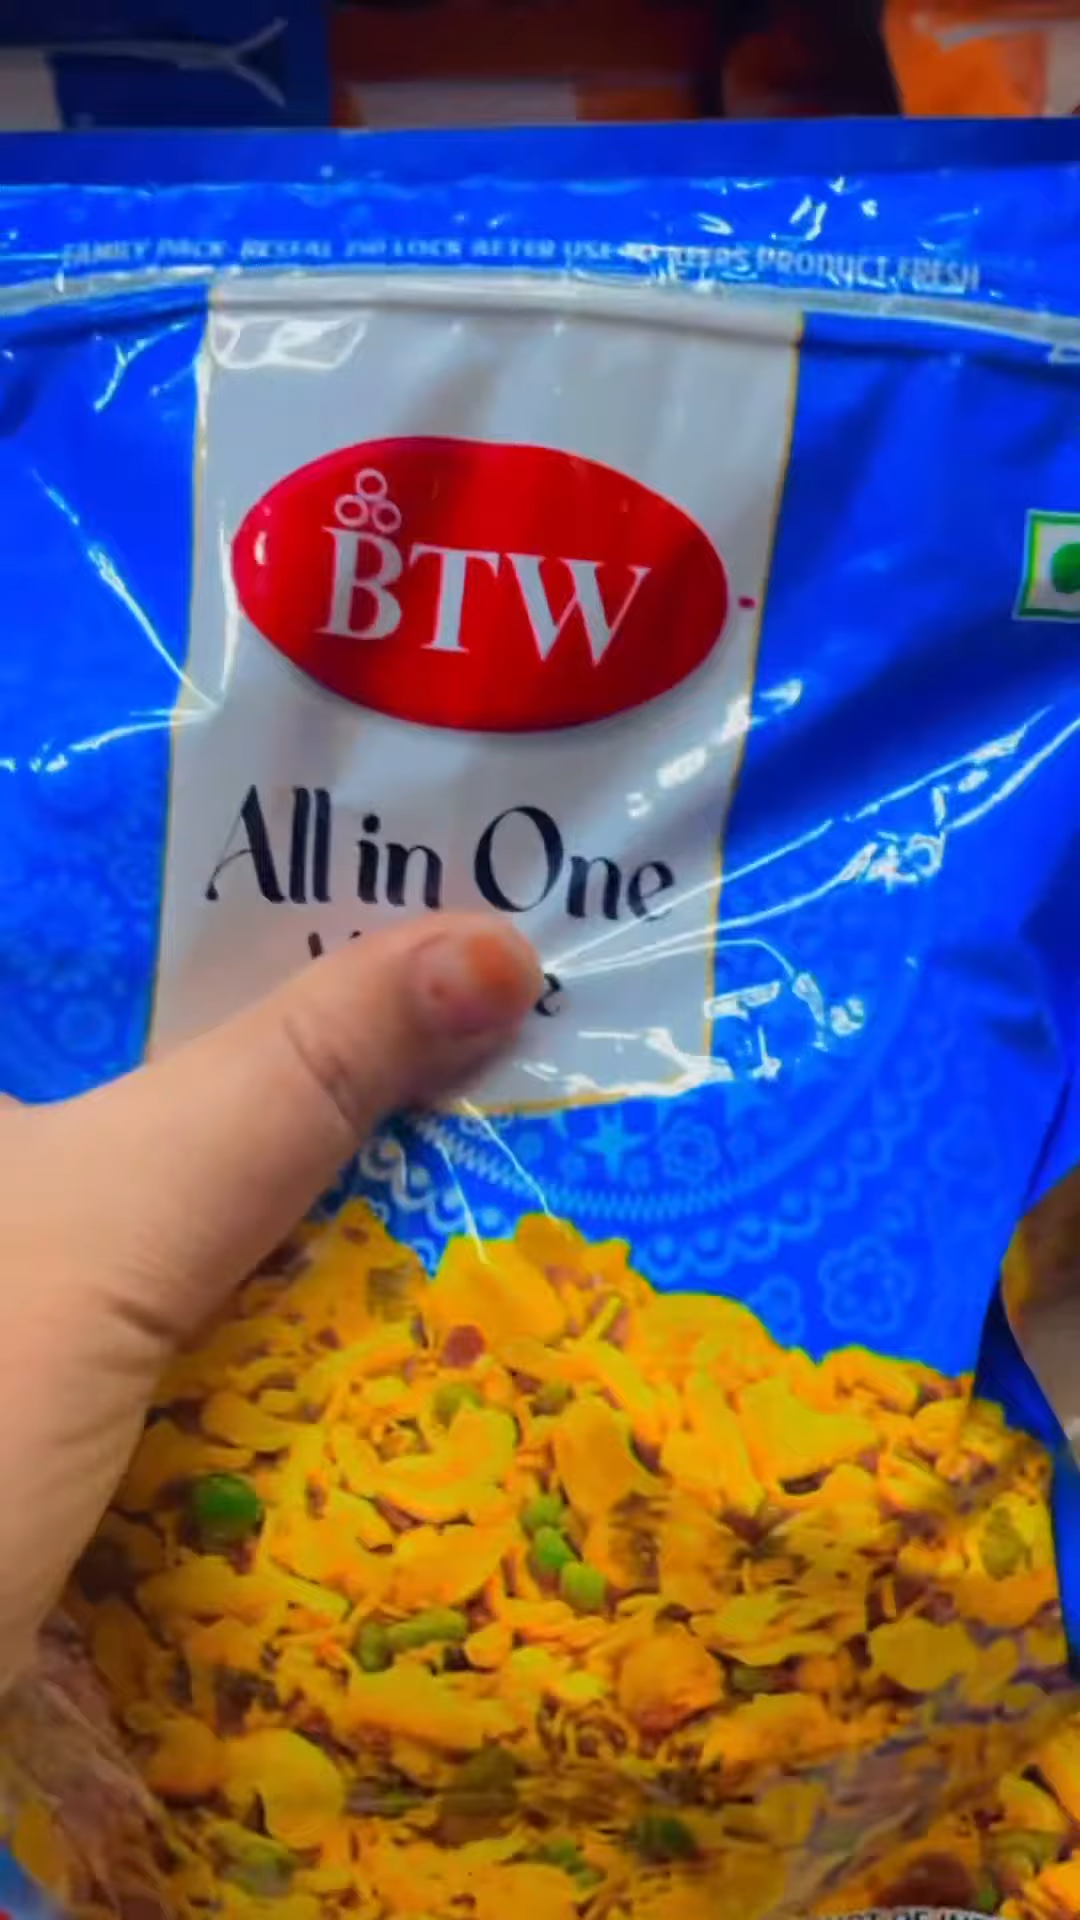 FAMILY PACK RESEAL ZIP LOCK AFTER USE TO KEEPS PRODUCT FRESH
BTW
All in One